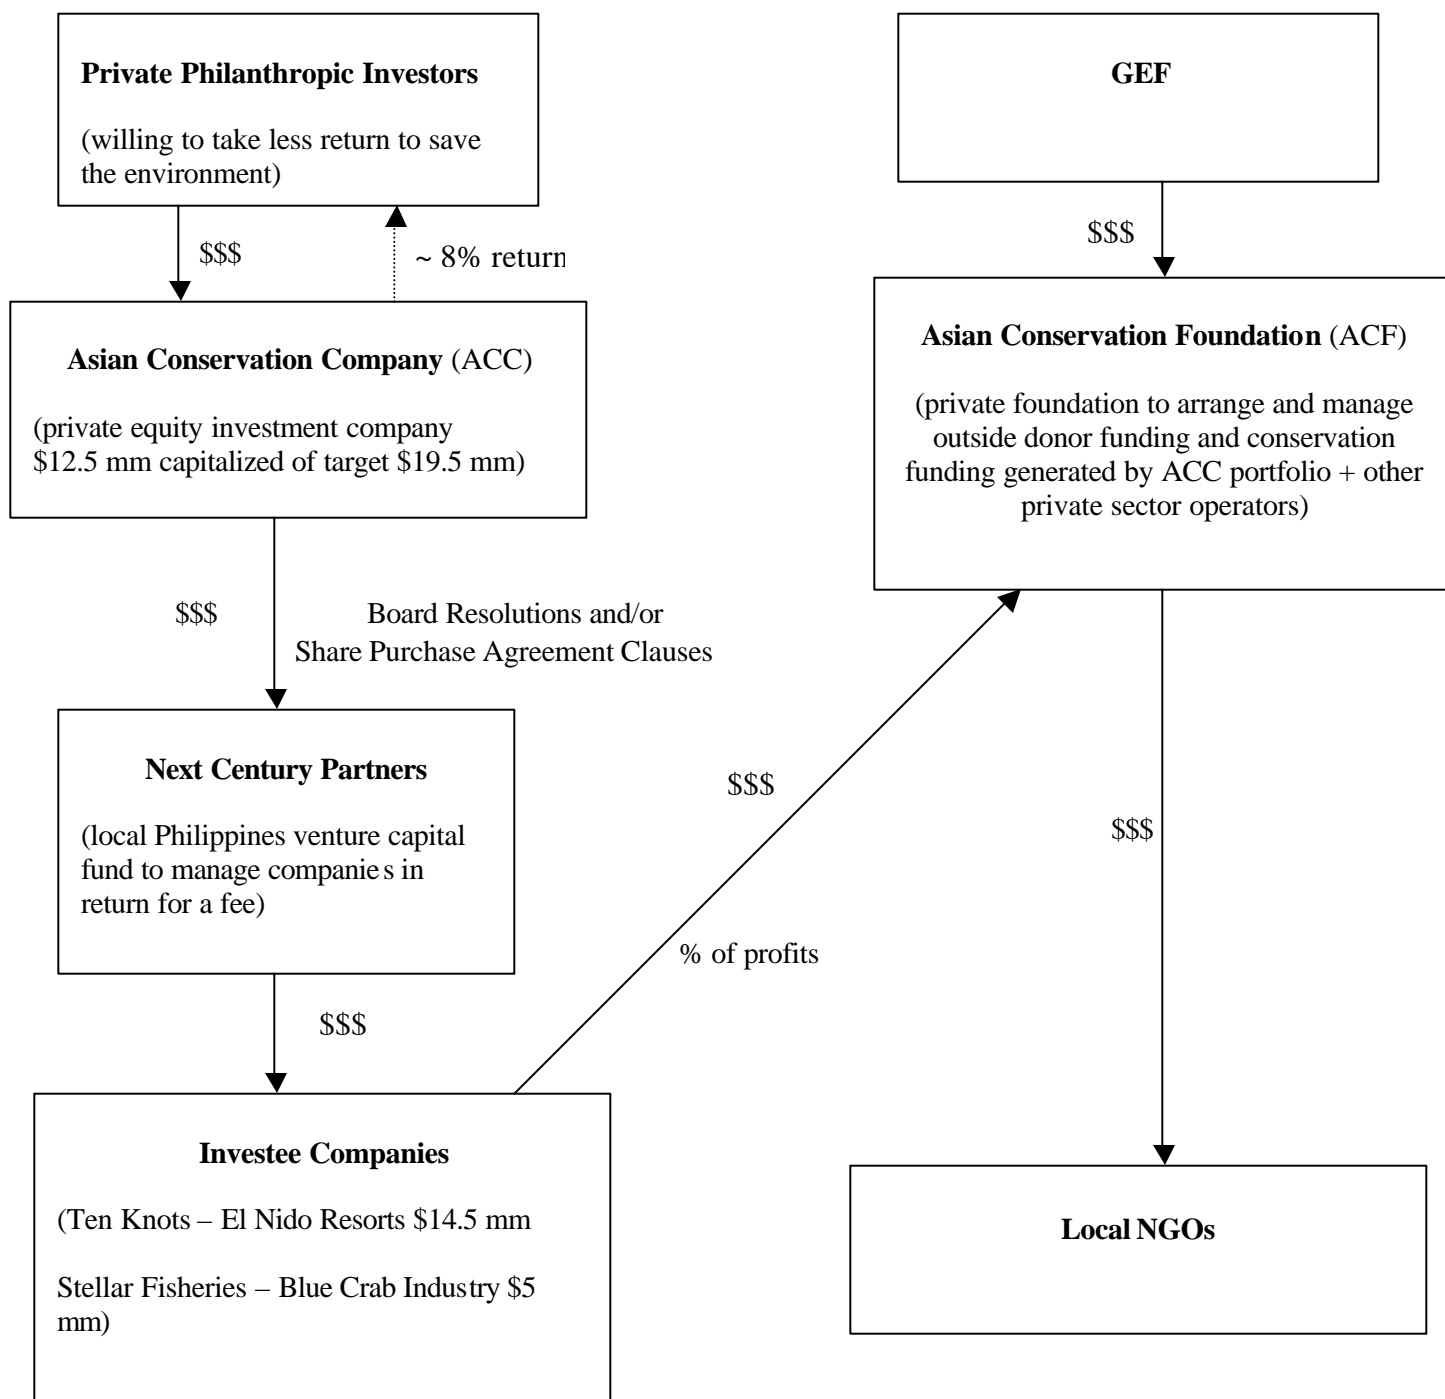 Private Philanthropic Investors
(willing to take less return to save
the environment)
$$$
~ 8% return
Asian Conservation Company (ACC)
(private equity investment company
$12.5 mm capitalized of target $19.5 mm)
$$$
Board Resolutions and/or
Share Purchase Agreement Clauses
Next Century Partners
(local Philippines venture capital
fund to manage companies in
return for a fee)
$$$
Investee Companies
(Ten Knots – El Nido Resorts $14.5 mm
Stellar Fisheries – Blue Crab Industry $5
mm)
$$$
% of profits
GEF
$$$
Asian Conservation Foundation (ACF)
(private foundation to arrange and manage
outside donor funding and conservation
funding generated by ACC portfolio + other
private sector operators)
$$$
Local NGOs